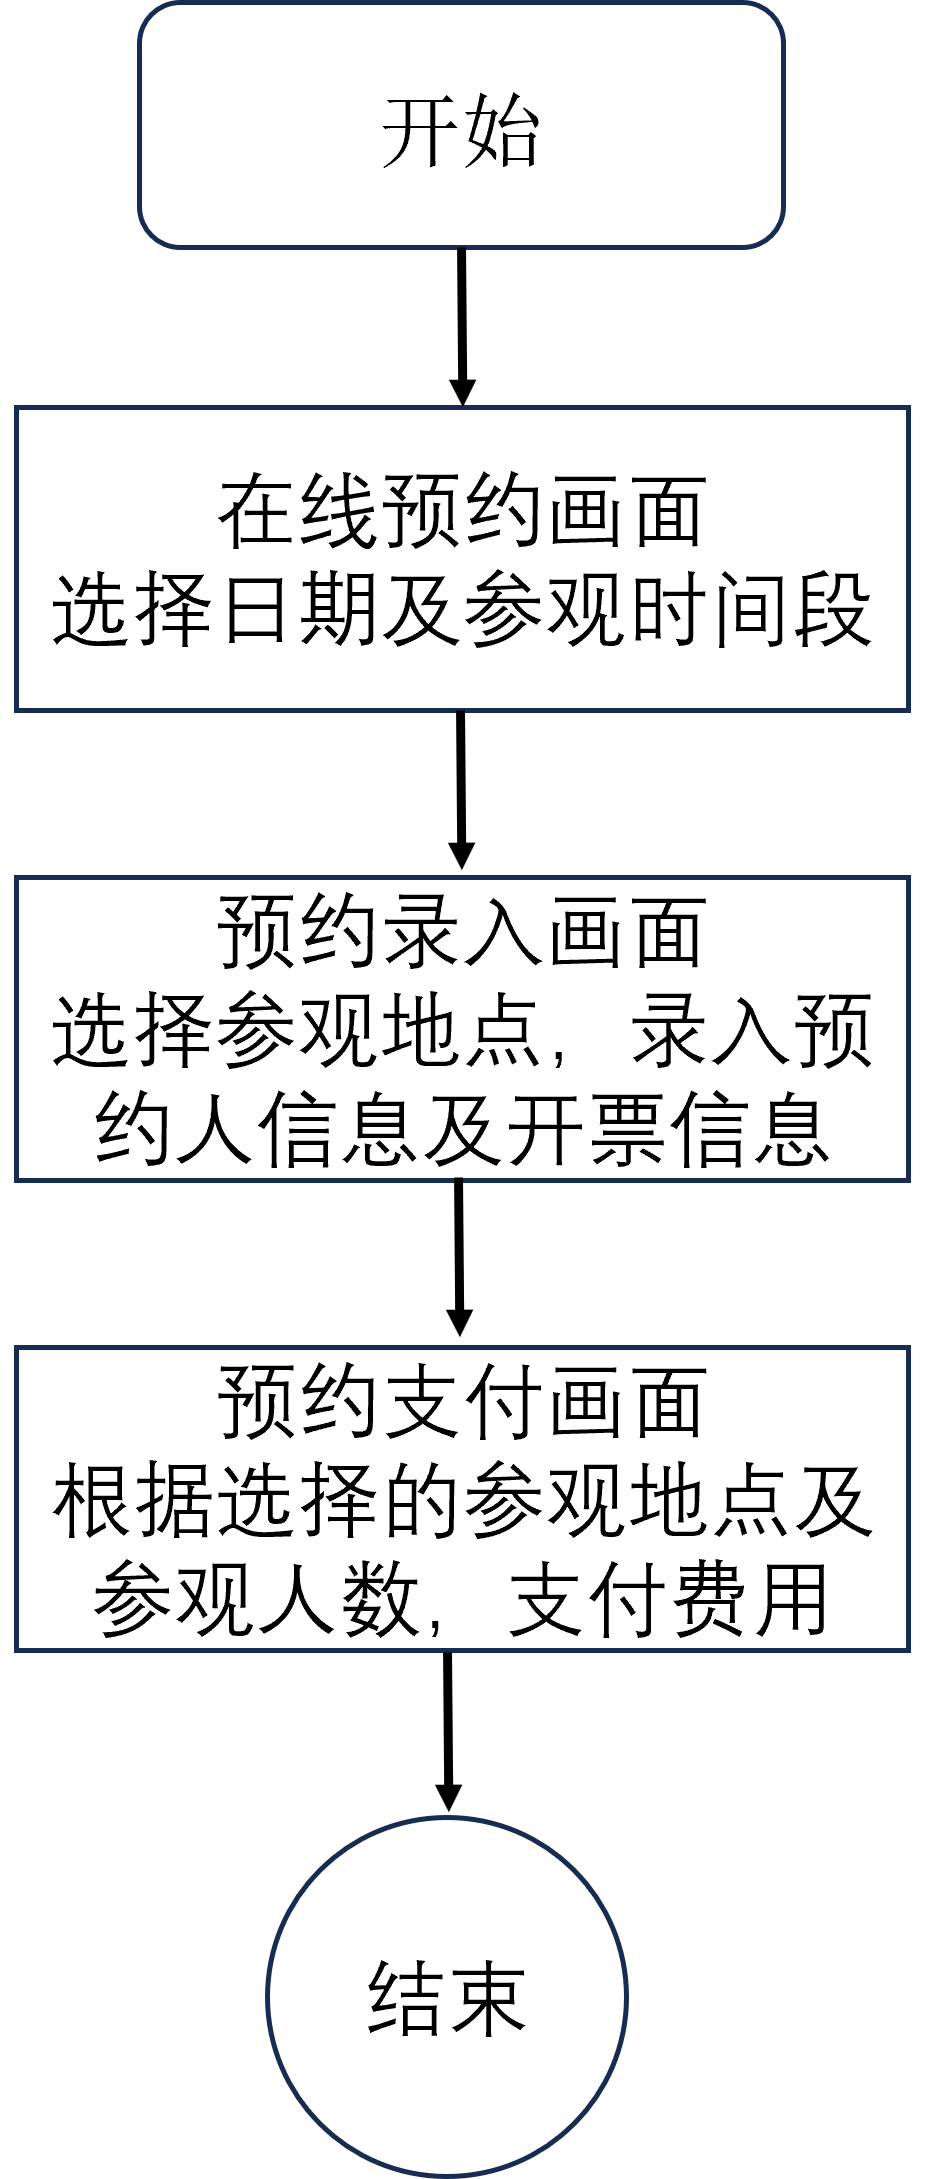 开始
在线预约画面
选择日期及参观时间段
预约录入画面
选择参观地点，录入预
约人信息及开票信息
预约支付画面
根据选择的参观地点及
参观人数，支付费用
结束